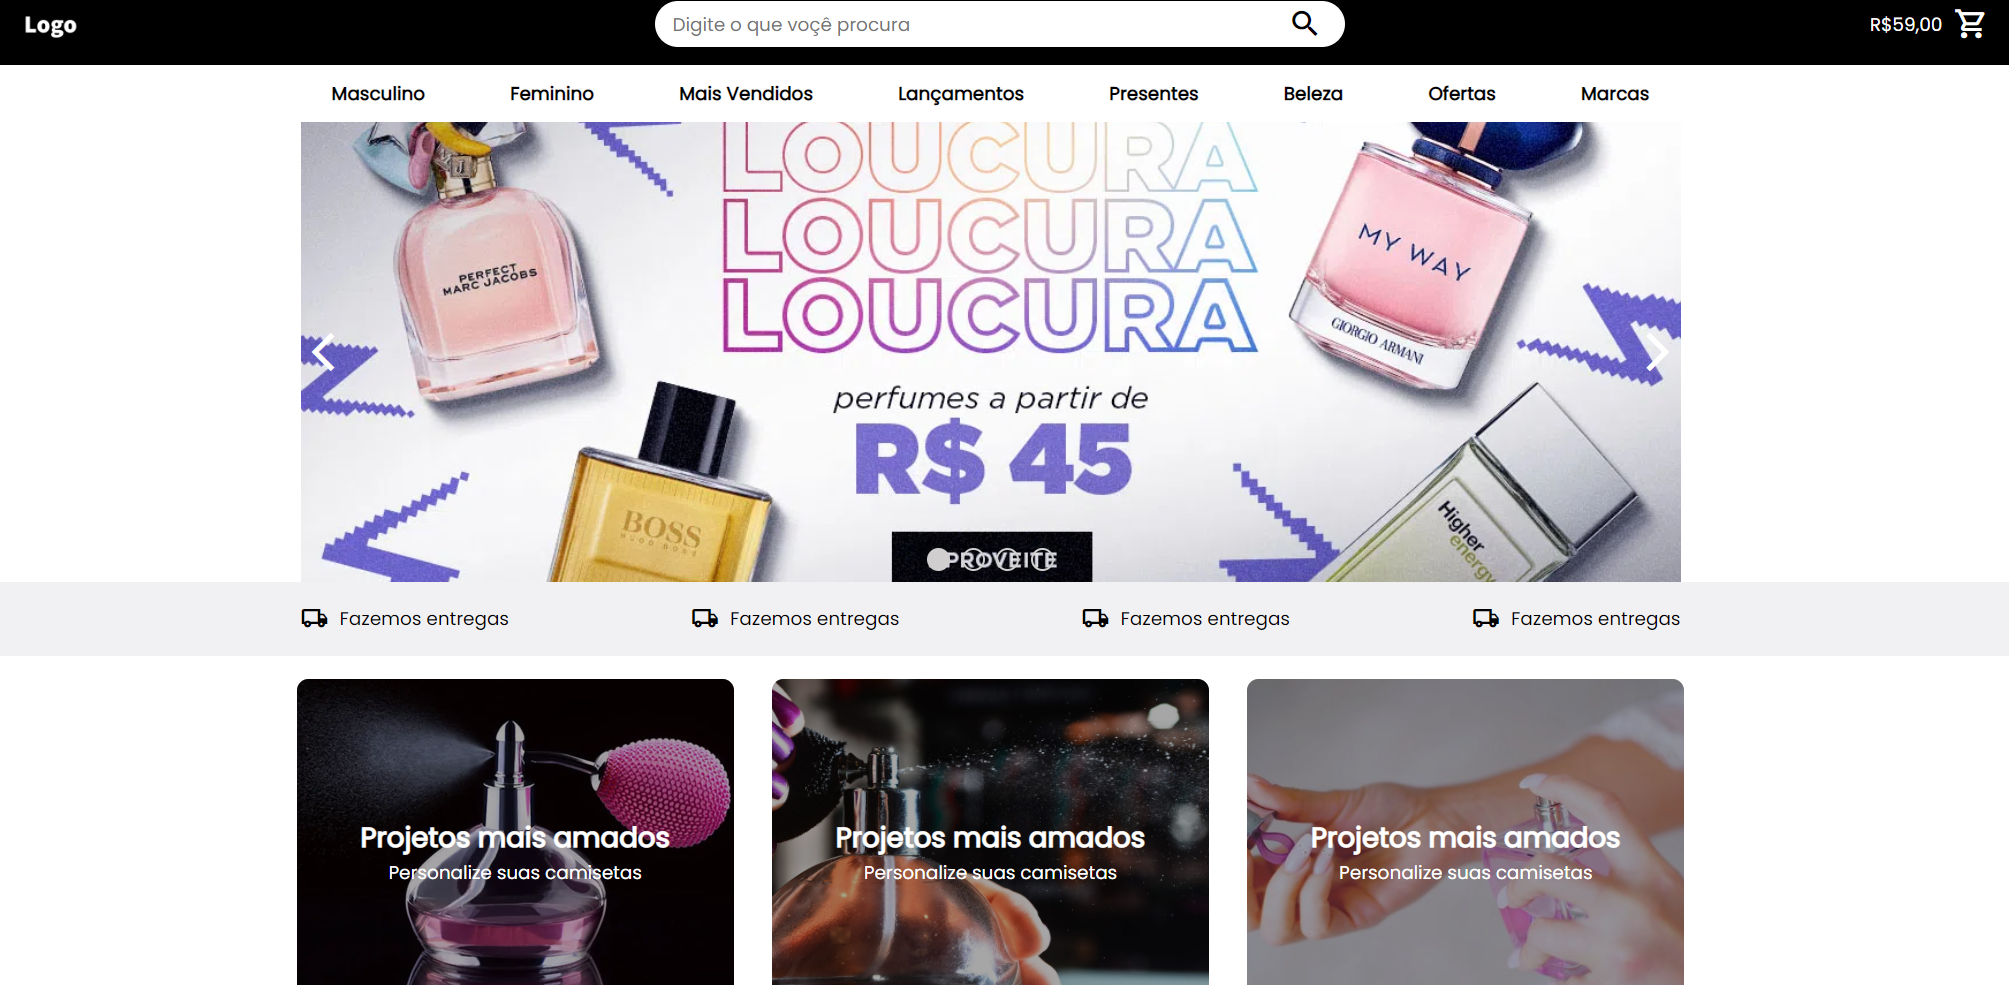 Logo
Digite o que voçê procura
R$59,00
Masculino
Feminino
Mais Vendidos
Lançamentos
Presentes
Beleza
Ofertas
Marcas
LOUCURA
LOUCURA
LOUCURA
PERFECT
MARC JACOBS
MY WAY
GIORGIO ARMANI
perfumes a partir de
R$ 45
BOSS
HUGO BOSS
Higher
energy
APROVEITE
Fazemos entregas
Fazemos entregas
Fazemos entregas
Fazemos entregas
Projetos mais amados
Personalize suas camisetas
Projetos mais amados
Personalize suas camisetas
Projetos mais amados
Personalize suas camisetas